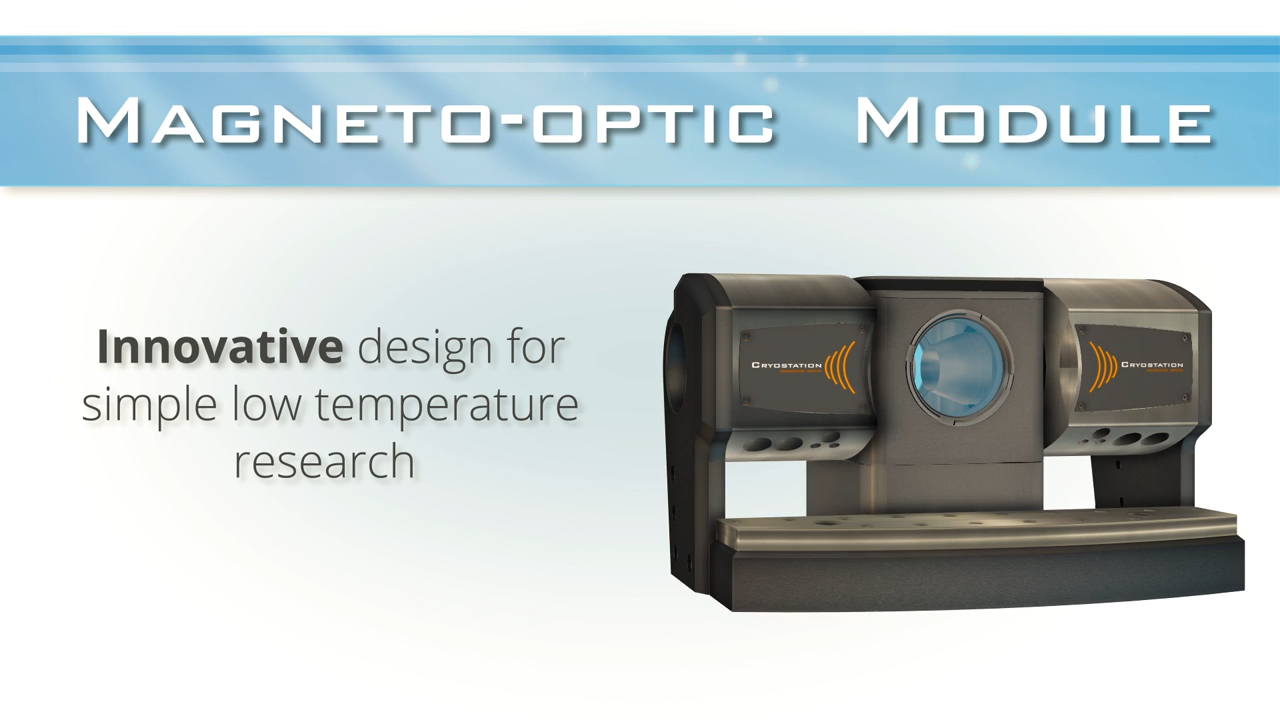 Magneto-optic Module
Innovative design for
simple low temperature
research
Cryostation
Cryostation